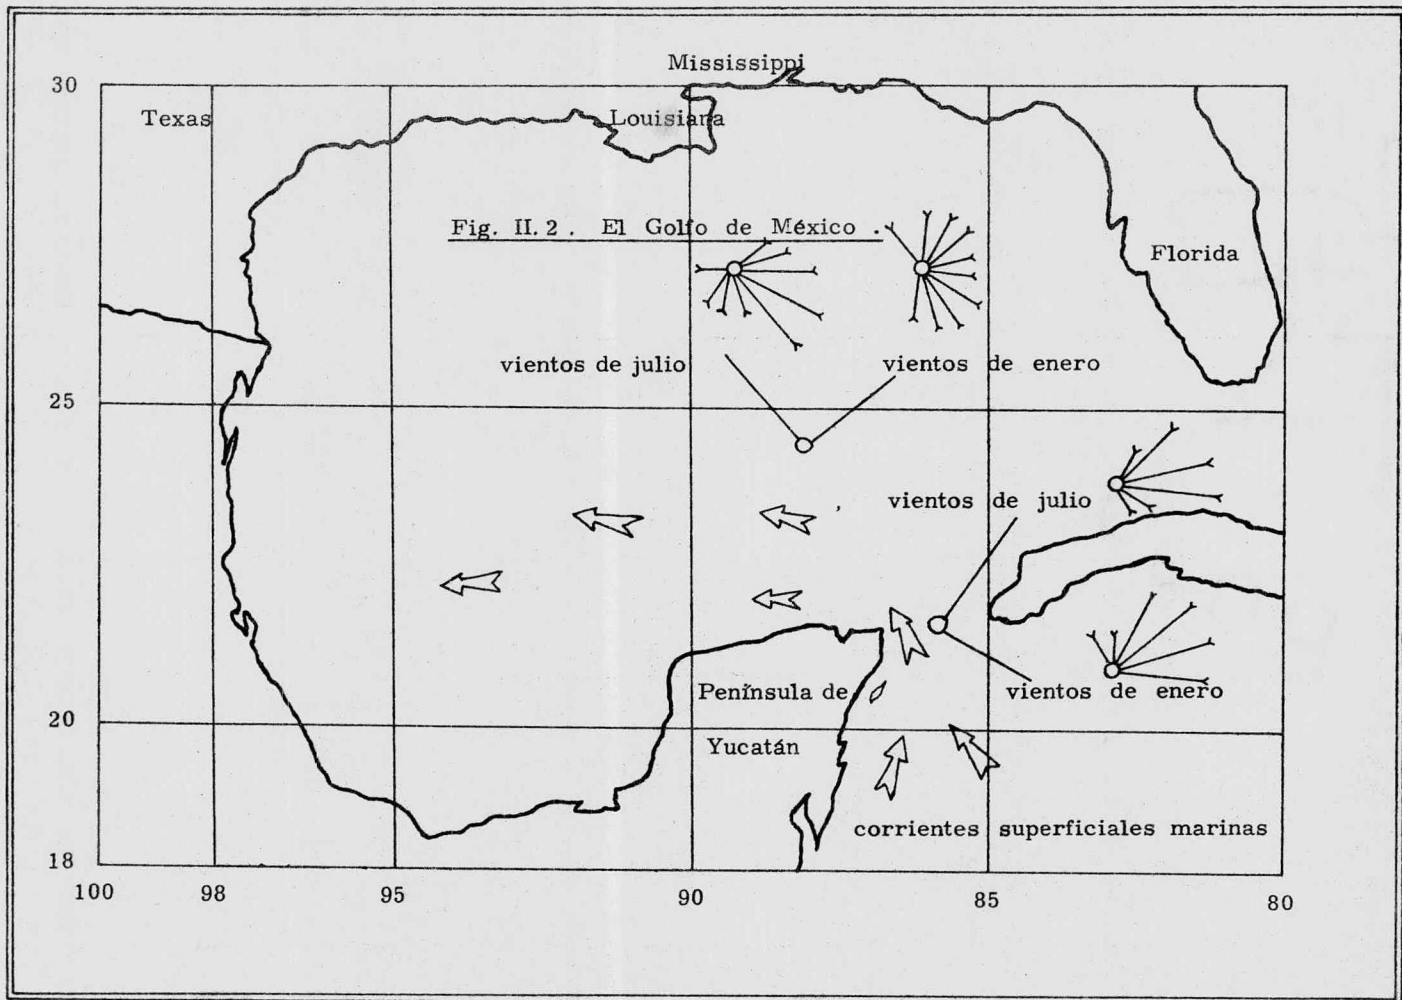 Mississippi
30
Texas
Louisiana
Fig. II. 2 . El Golfo de México .
Florida
vientos de julio
vientos de enero
25
vientos de julio
Península de
vientos de enero
20
Yucatán
corrientes superficiales marinas
18
100
98
95
90
85
80